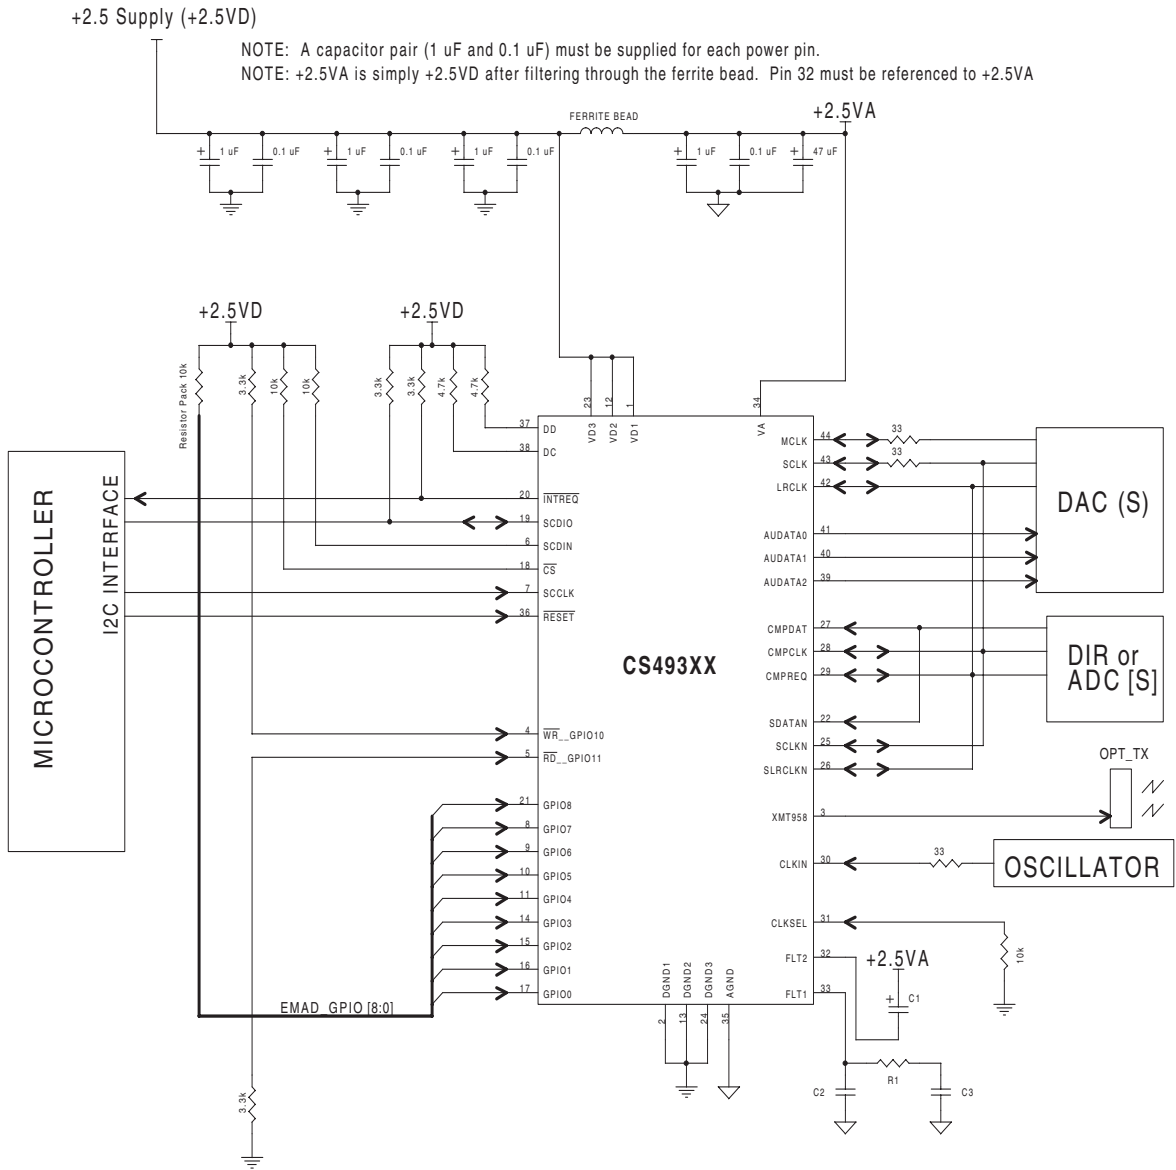 +2.5 Supply (+2.5VD)
NOTE: A capacitor pair (1 uF and 0.1 uF) must be supplied for each power pin.
NOTE: +2.5VA is simply +2.5VD after filtering through the ferrite bead. Pin 32 must be referenced to +2.5VA
FERRITE BEAD
+2.5VA
+ 1 uF
0.1 uF
+ 1 uF
0.1 uF
+ 1 uF
0.1 uF
+ 1 uF
0.1 uF
+ 47 uF
+2.5VD
+2.5VD
Resistor Pack 10k
3.3k
10k
10k
3.3k
3.3k
4.7k
4.7k
23
12
1
34
VD3
VD2
VD1
VA
MICROCONTROLLER
I2C INTERFACE
37 DD
38 DC
20 INTREQ
19 SCDIO
6 SCDIN
18 CS
7 SCCLK
36 RESET
4 WR__GPIO10
5 RD__GPIO11
21 GPIO8
8 GPIO7
9 GPIO6
10 GPIO5
11 GPIO4
14 GPIO3
15 GPIO2
16 GPIO1
17 GPIO0
EMAD_GPIO [8:0]
3.3k
CS493XX
MCLK 44
33
SCLK 43
33
LRCLK 42
AUDATA0 41
AUDATA1 40
AUDATA2 39
DAC (S)
CMPDAT 27
CMPCLK 28
CMPREQ 29
DIR or
ADC [S]
SDATAN 22
SCLKN 25
SLRCLKN 26
OPT_TX
XMT958 3
CLKIN 30
33
OSCILLATOR
CLKSEL 31
10k
FLT2 32
+2.5VA
FLT1 33
+ C1
DGND1
DGND2
DGND3
AGND
2
13
24
35
R1
C2
C3